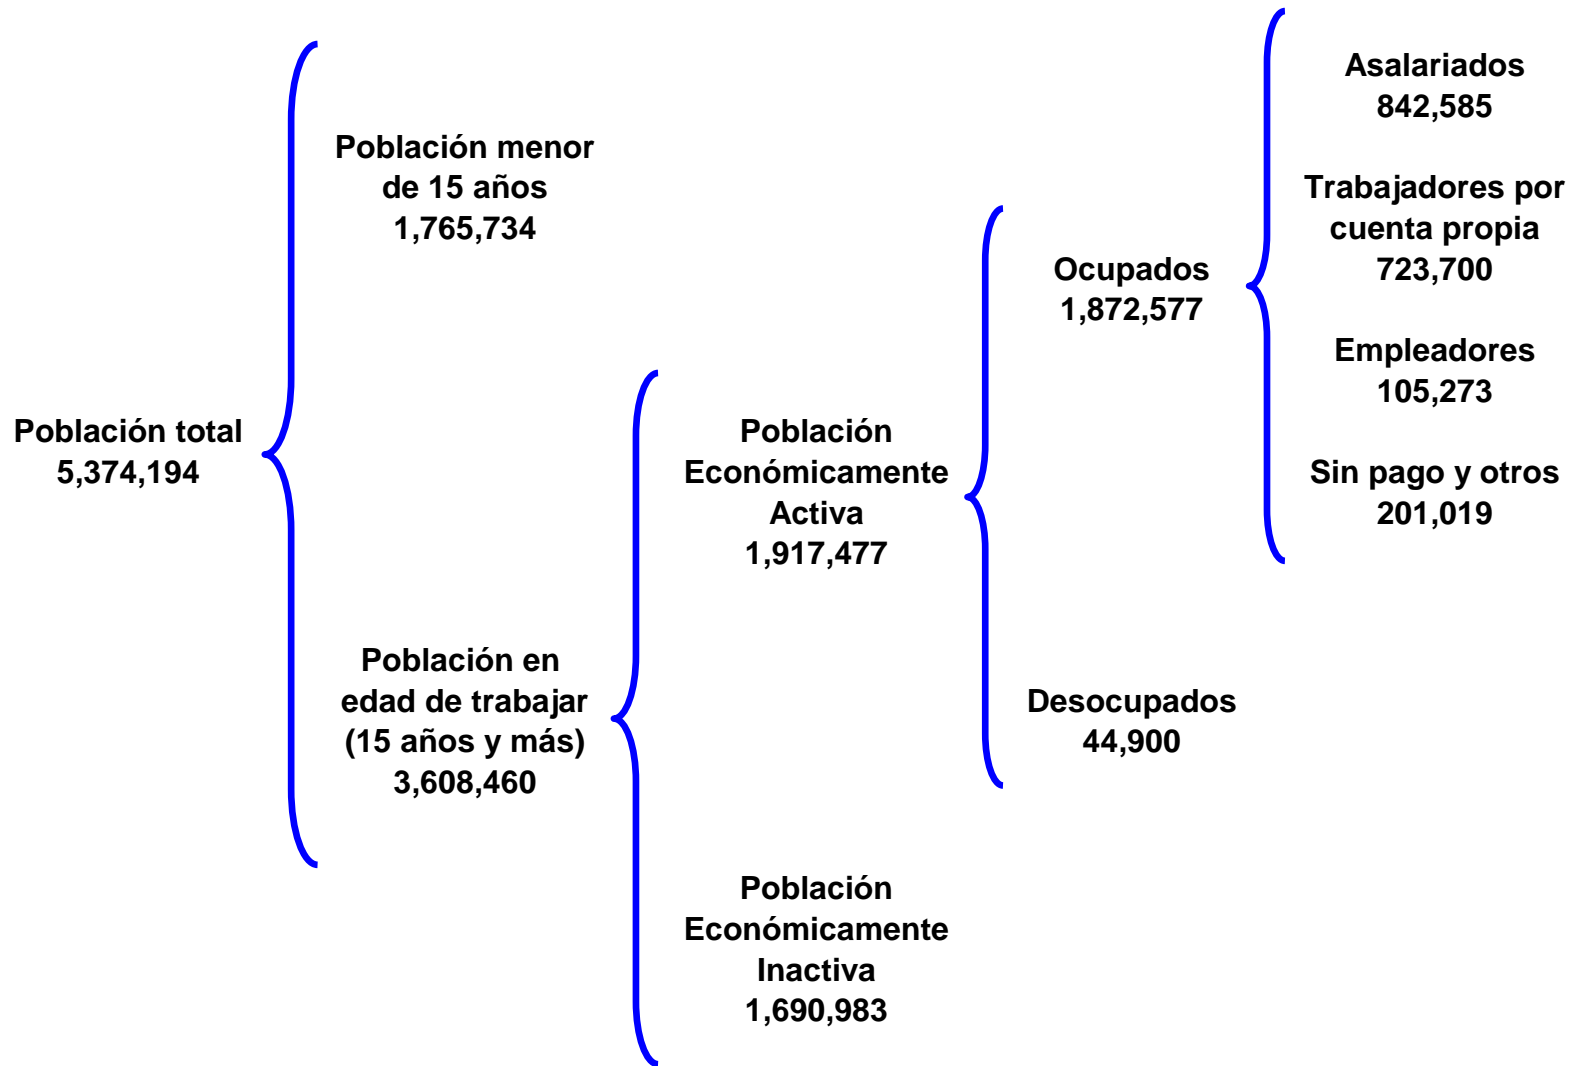 Población total
5,374,194
Población menor
de 15 años
1,765,734
Población en
edad de trabajar
(15 años y más)
3,608,460
Población
Económicamente
Activa
1,917,477
Población
Económicamente
Inactiva
1,690,983
Ocupados
1,872,577
Desocupados
44,900
Asalariados
842,585
Trabajadores por
cuenta propia
723,700
Empleadores
105,273
Sin pago y otros
201,019